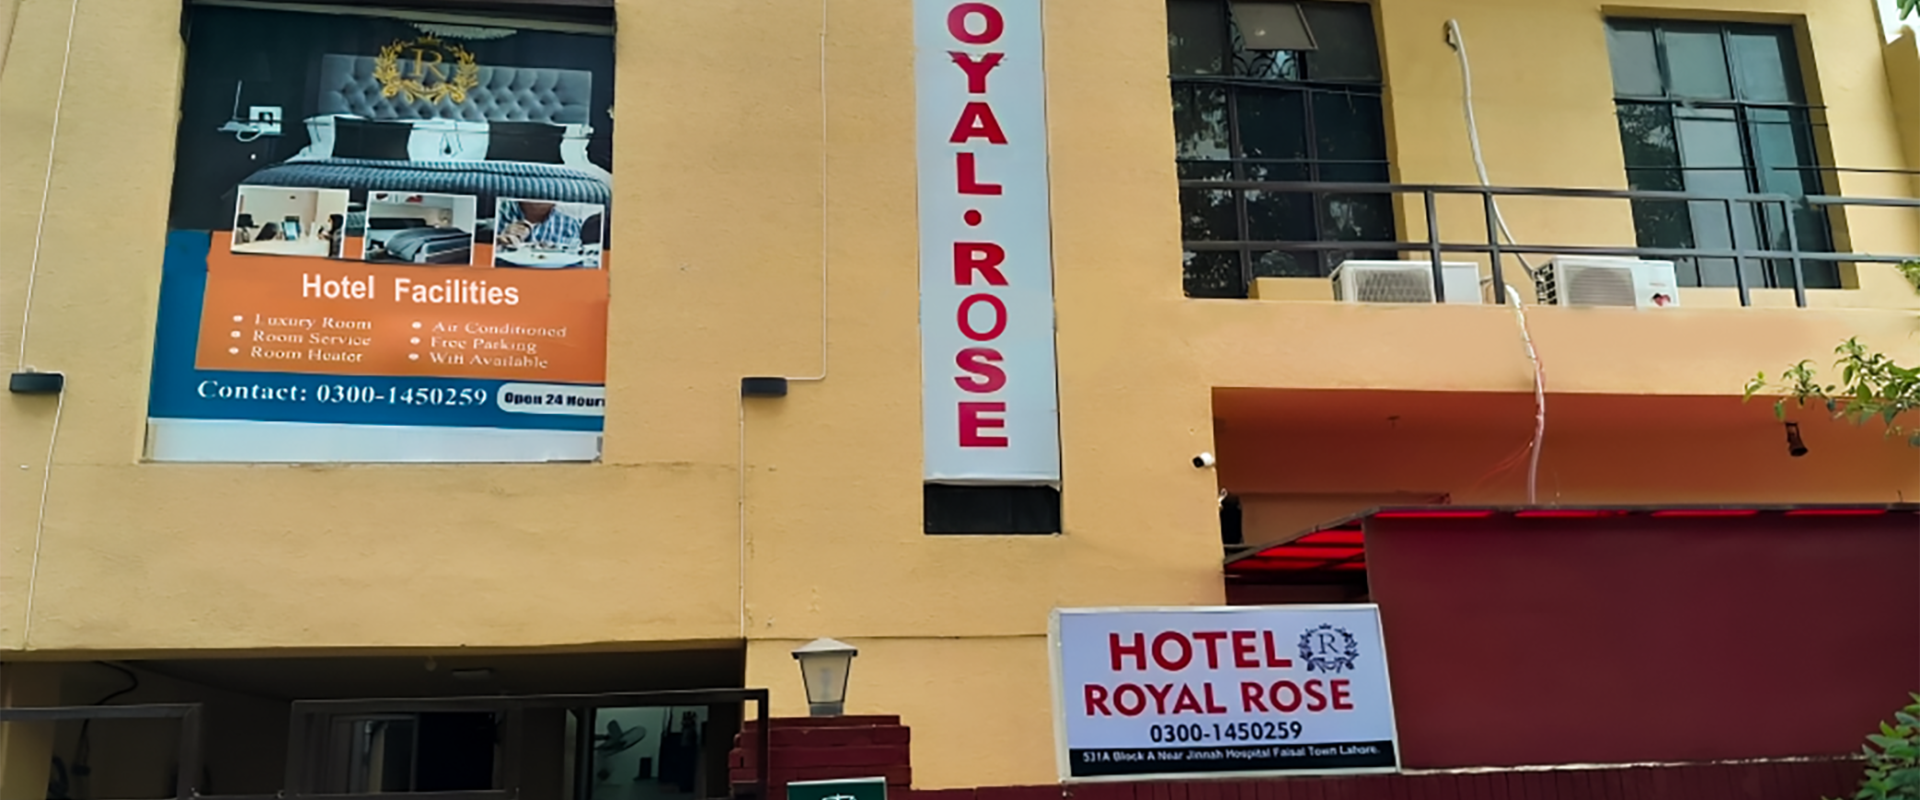 R
Hotel Facilities
• Luxury Room
• Room Service
• Room Heater
• Air Conditioned
• Free Parking
• Wifi Available
Contact: 0300-1450259
Open 24 Hour
OYAL•ROSE
HOTEL R
ROYAL ROSE
0300-1450259
531A Block A Near Jinnah Hospital Faisal Town Lahore.